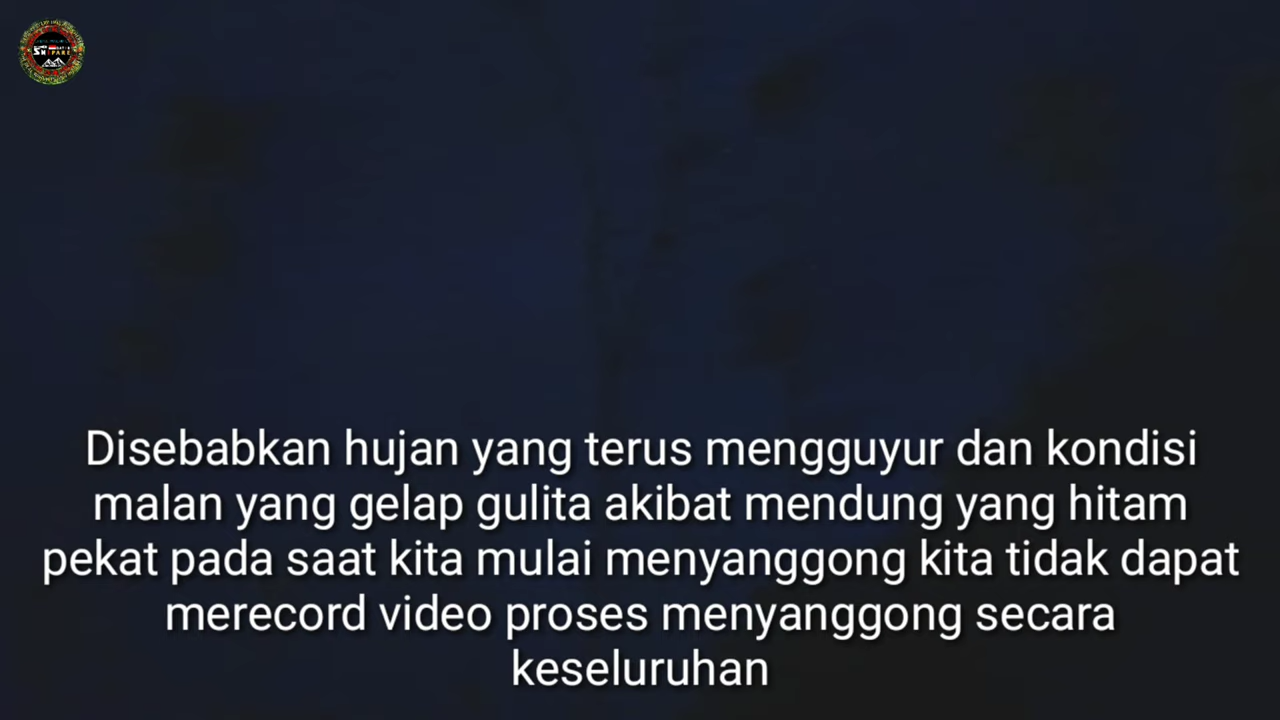 Disebabkan hujan yang terus mengguyur dan kondisi
malan yang gelap gulita akibat mendung yang hitam
pekat pada saat kita mulai menyanggong kita tidak dapat
merecord video proses menyanggong secara
keseluruhan